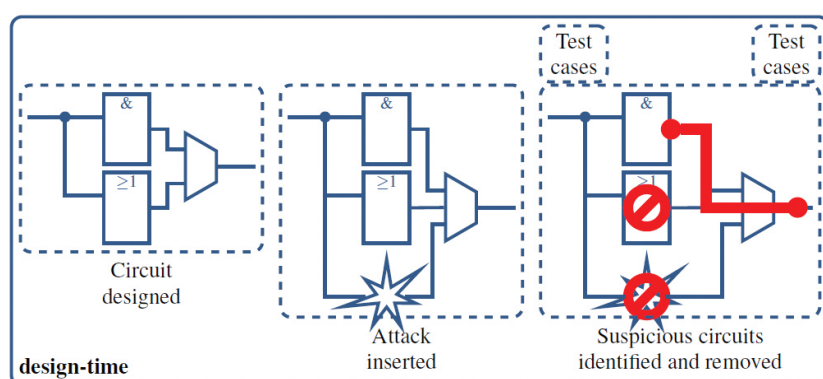 Test
cases
Test
cases
&
≥1
Circuit
designed
&
≥1
Attack
inserted
&
≥1
Suspicious circuits
identified and removed
design-time